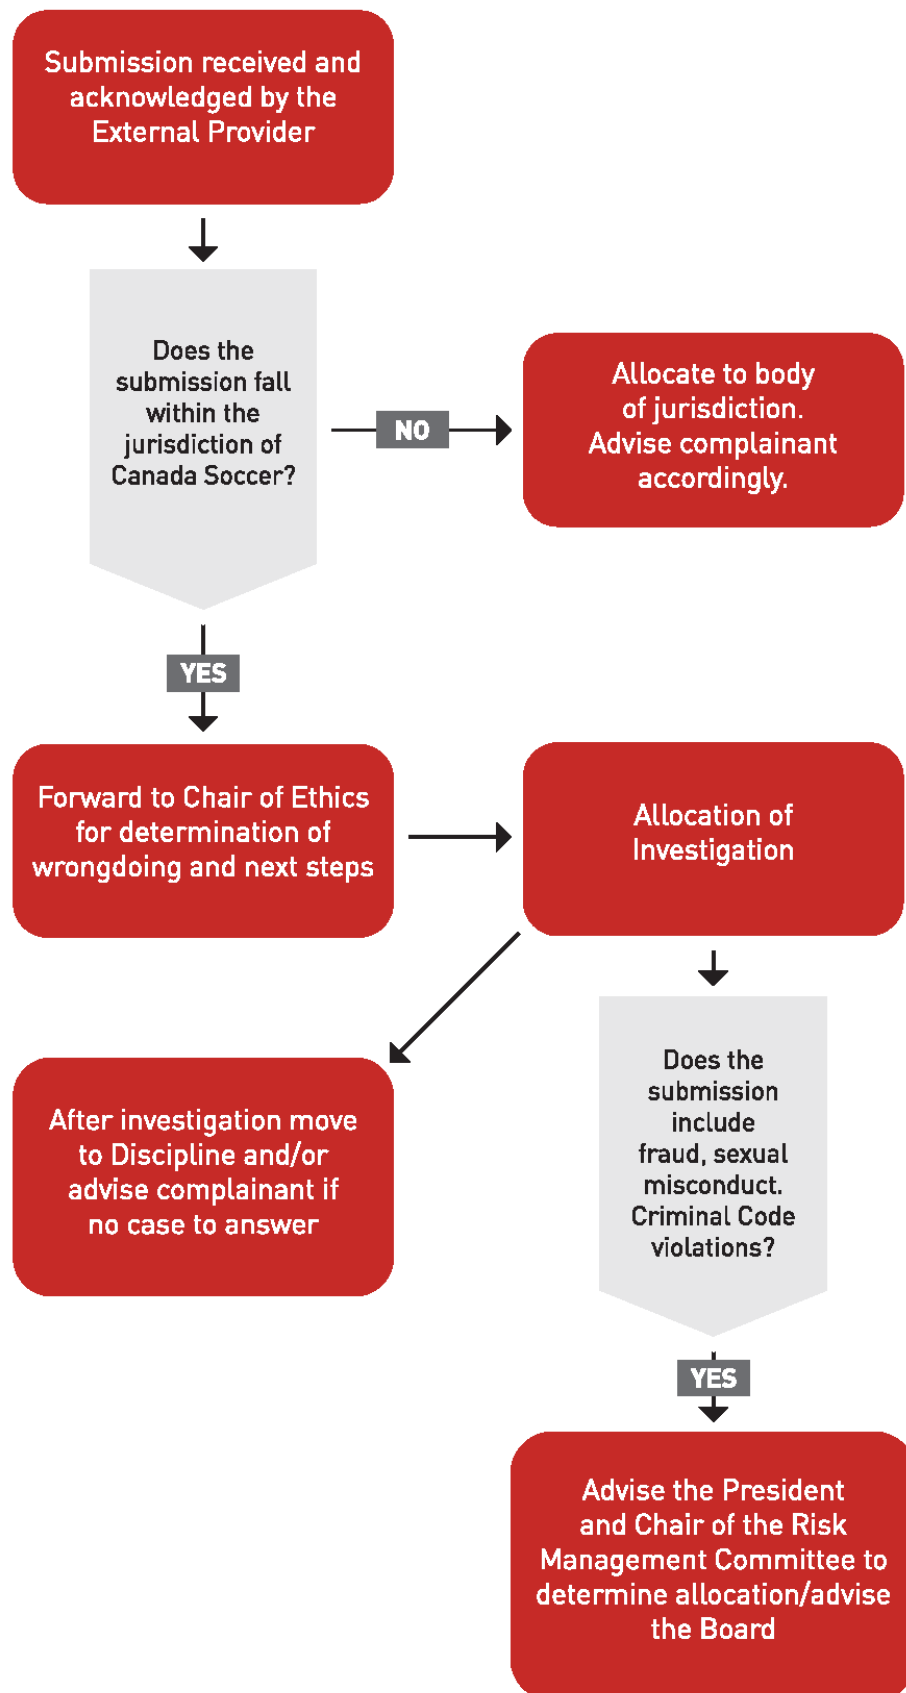 Submission received and
acknowledged by the
External Provider
Does the
submission fall
within the
jurisdiction of
Canada Soccer?
NO
Allocate to body
of jurisdiction.
Advise complainant
accordingly.
YES
Forward to Chair of Ethics
for determination of
wrongdoing and next steps
Allocation of
Investigation
After investigation move
to Discipline and/or
advise complainant if
no case to answer
Does the
submission
include
fraud, sexual
misconduct.
Criminal Code
violations?
YES
Advise the President
and Chair of the Risk
Management Committee to
determine allocation/advise
the Board